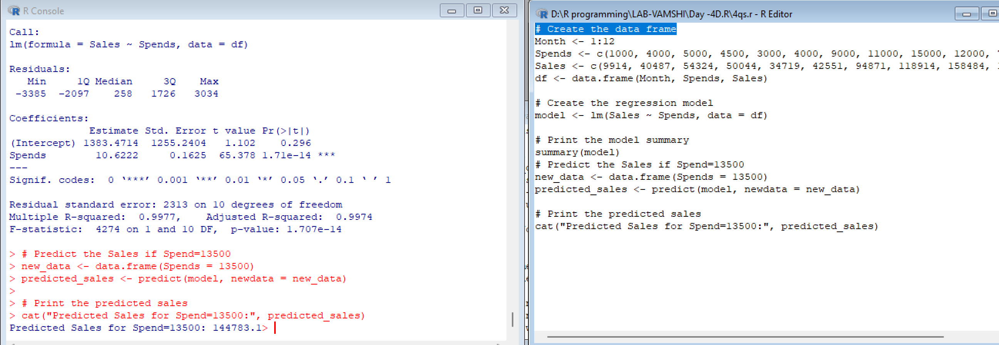 R Console
Call:
lm(formula = Sales ~ Spends, data = df)
Residuals:
Min 1Q Median 3Q Max
-3385 -2097 258 1726 3034
Coefficients:
Estimate Std. Error t value Pr(>|t|)
(Intercept) 1383.4714 1255.2404 1.102 0.296
Spends 10.6222 0.1625 65.378 1.71e-14 ***
---
Signif. codes: 0 ‘***’ 0.001 ‘**’ 0.01 ‘*’ 0.05 ‘.’ 0.1 ‘ ’ 1
Residual standard error: 2313 on 10 degrees of freedom
Multiple R-squared: 0.9977, Adjusted R-squared: 0.9974
F-statistic: 4274 on 1 and 10 DF, p-value: 1.707e-14
> # Predict the Sales if Spend=13500
> new_data <- data.frame(Spends = 13500)
> predicted_sales <- predict(model, newdata = new_data)
>
> # Print the predicted sales
> cat("Predicted Sales for Spend=13500:", predicted_sales)
Predicted Sales for Spend=13500: 144783.1>
D:\R programming\LAB-VAMSHI\Day -4D.R\4qs.r - R Editor
# Create the data frame
Month <- 1:12
Spends <- c(1000, 4000, 5000, 4500, 3000, 4000, 9000, 11000, 15000, 12000,
Sales <- c(9914, 40487, 54324, 50044, 34719, 42551, 94871, 118914, 158484,
df <- data.frame(Month, Spends, Sales)
# Create the regression model
model <- lm(Sales ~ Spends, data = df)
# Print the model summary
summary(model)
# Predict the Sales if Spend=13500
new_data <- data.frame(Spends = 13500)
predicted_sales <- predict(model, newdata = new_data)
# Print the predicted sales
cat("Predicted Sales for Spend=13500:", predicted_sales)